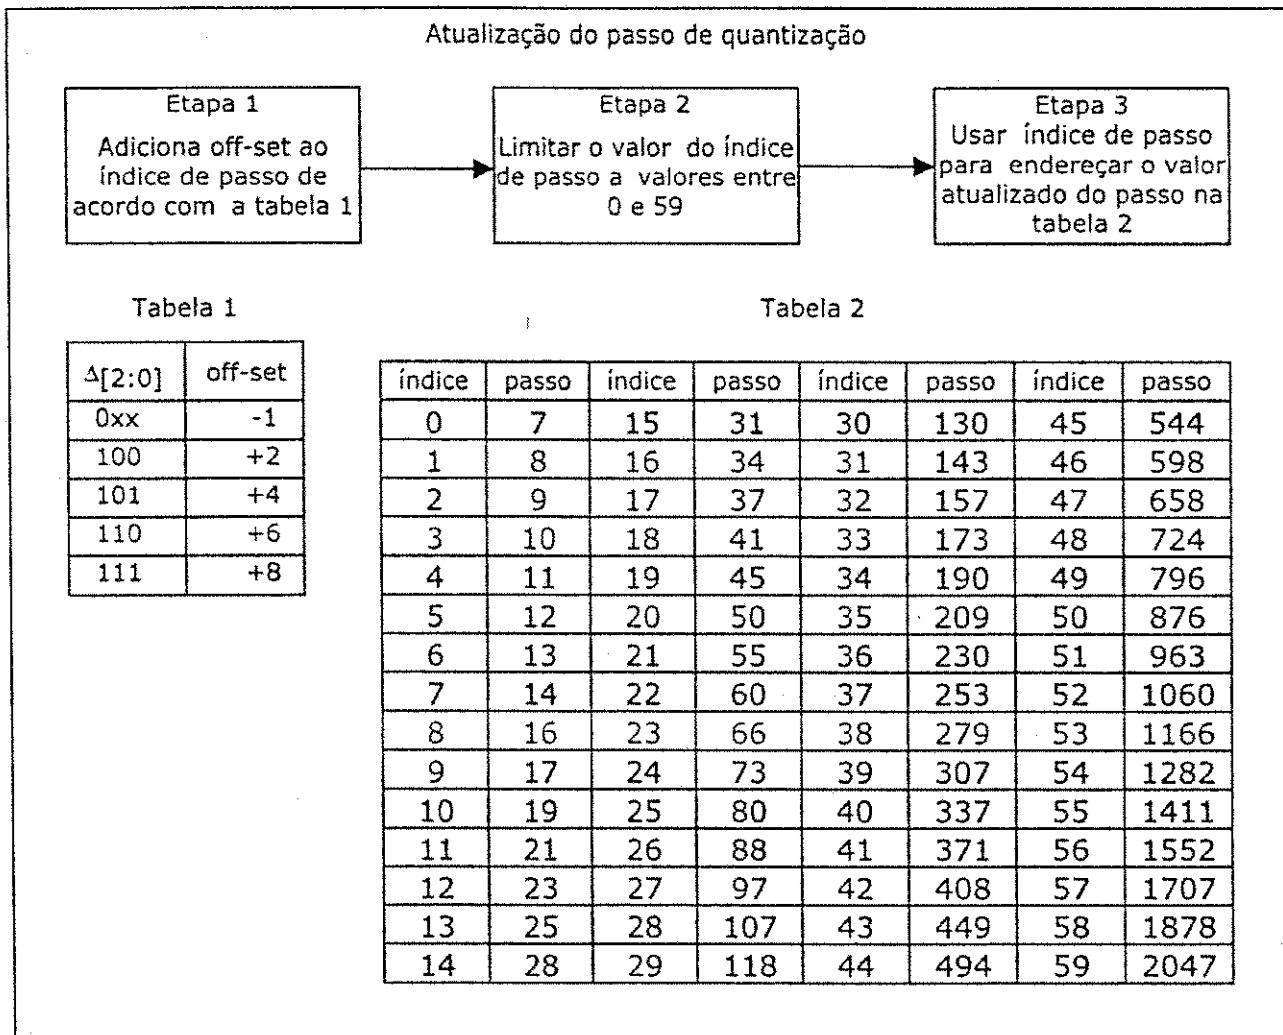 Atualização do passo de quantização
Etapa 1
Adiciona off-set ao
índice de passo de
acordo com a tabela 1
Etapa 2
Limitar o valor do índice
de passo a valores entre
0 e 59
Etapa 3
Usar índice de passo
para endereçar o valor
atualizado do passo na
tabela 2
Tabela 1
Δ[2:0] off-set
0xx -1
100 +2
101 +4
110 +6
111 +8
Tabela 2
índice passo índice passo índice passo índice passo
0 7 15 31 30 130 45 544
1 8 16 34 31 143 46 598
2 9 17 37 32 157 47 658
3 10 18 41 33 173 48 724
4 11 19 45 34 190 49 796
5 12 20 50 35 209 50 876
6 13 21 55 36 230 51 963
7 14 22 60 37 253 52 1060
8 16 23 66 38 279 53 1166
9 17 24 73 39 307 54 1282
10 19 25 80 40 337 55 1411
11 21 26 88 41 371 56 1552
12 23 27 97 42 408 57 1707
13 25 28 107 43 449 58 1878
14 28 29 118 44 494 59 2047